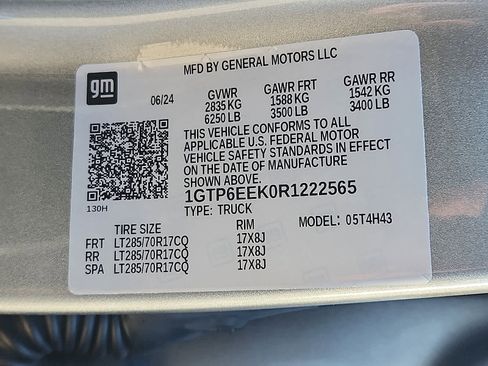 MFD BY GENERAL MOTORS LLC
gm
06/24
GVWR GAWR FRT GAWR RR
2835 KG 1588 KG 1542 KG
6250 LB 3500 LB 3400 LB
THIS VEHICLE CONFORMS TO ALL
APPLICABLE U.S. FEDERAL MOTOR
VEHICLE SAFETY STANDARDS IN EFFECT
ON THE DATE OF MANUFACTURE
SHOWN ABOVE.
1GTP6EEK0R1222565
TYPE: TRUCK
130H
MODEL: 05T4H43
TIRE SIZE RIM
FRT LT285/70R17CQ 17X8J
RR LT285/70R17CQ 17X8J
SPA LT285/70R17CQ 17X8J